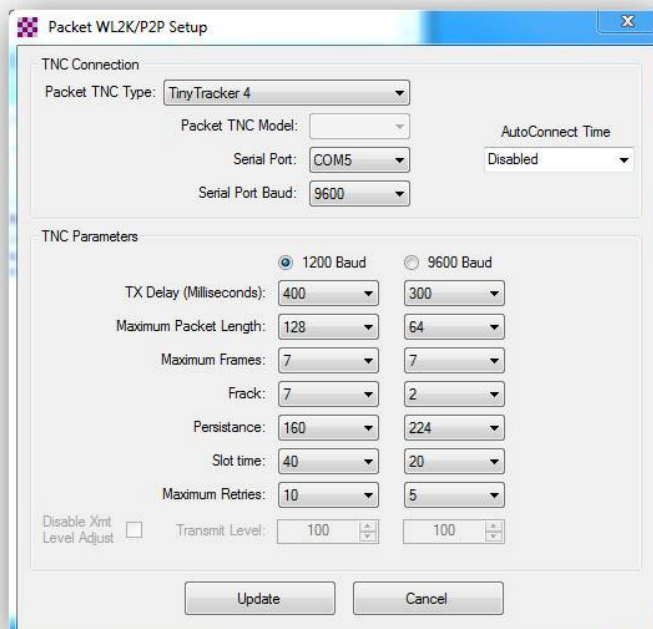 Packet WL2K/P2P Setup
TNC Connection
Packet TNC Type: TinyTracker 4
Packet TNC Model:
AutoConnect Time
Serial Port: COM5
Disabled
Serial Port Baud: 9600
TNC Parameters
1200 Baud 9600 Baud
TX Delay (Milliseconds): 400 300
Maximum Packet Length: 128 64
Maximum Frames: 7 7
Frack: 7 2
Persistance: 160 224
Slot time: 40 20
Maximum Retries: 10 5
Disable Xmt
Level Adjust
Transmit Level: 100 100
Update Cancel